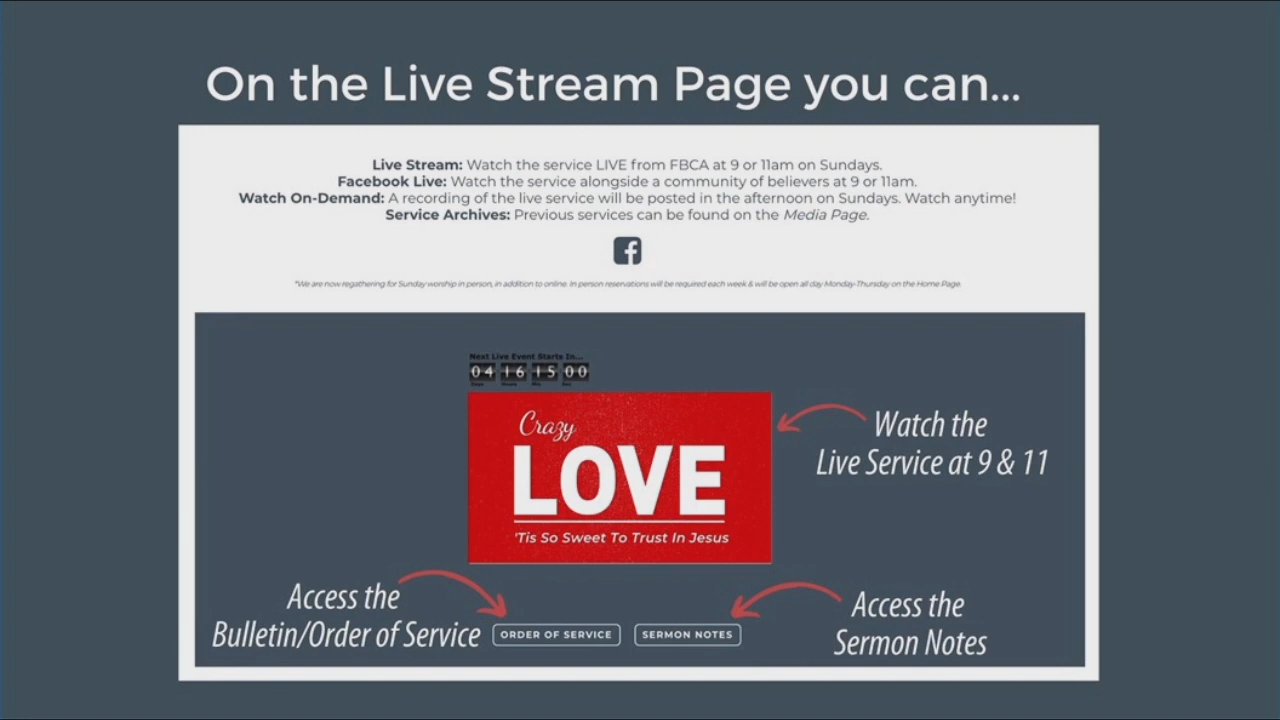 On the Live Stream Page you can...
Live Stream: Watch the service LIVE from FBCA at 9 or 11am on Sundays.
Facebook Live: Watch the service alongside a community of believers at 9 or 11am.
Watch On-Demand: A recording of the live service will be posted in the afternoon on Sundays. Watch anytime!
Service Archives: Previous services can be found on the Media Page.
*We are now regathering for Sunday worship in person, in addition to online. In person reservations will be required each week & will be open all day Monday-Thursday on the Home Page.
Next Live Event Starts In...
04 16 15 00
Days Hours Min Sec
Crazy
LOVE
'Tis So Sweet To Trust In Jesus
Watch the
Live Service at 9 & 11
Access the
Bulletin/Order of Service
ORDER OF SERVICE
SERMON NOTES
Access the
Sermon Notes